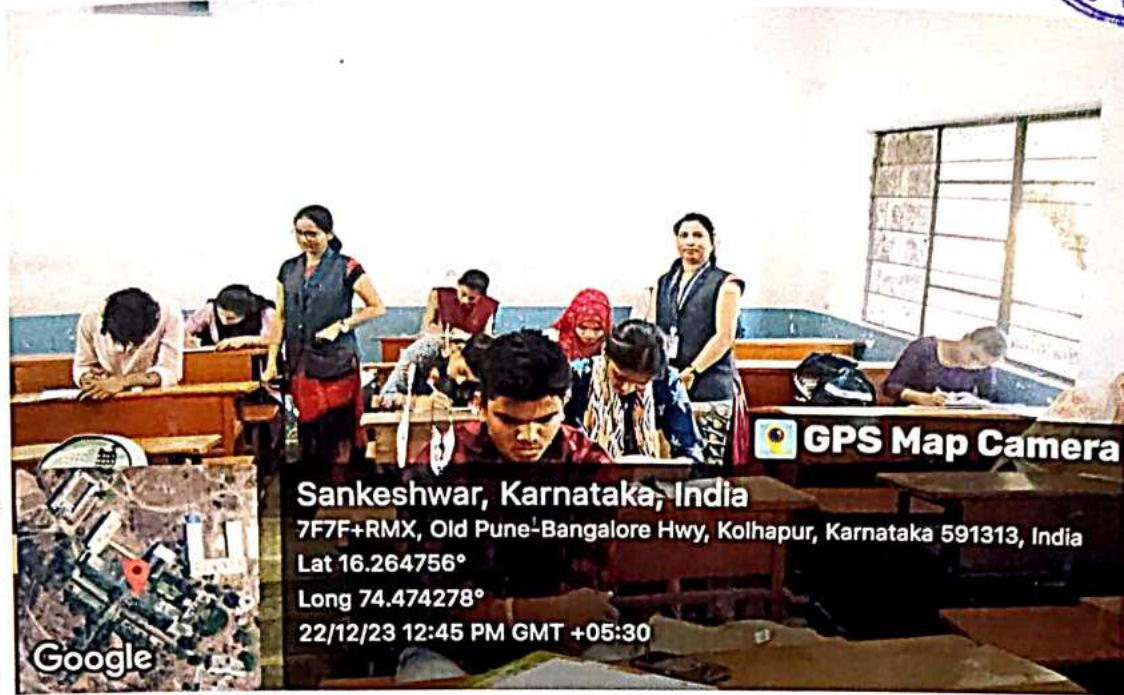 GPS Map Camera
Sankeshwar, Karnataka, India
7F7F+RMX, Old Pune-Bangalore Hwy, Kolhapur, Karnataka 591313, India
Lat 16.264756°
Long 74.474278°
22/12/23 12:45 PM GMT +05:30
Google